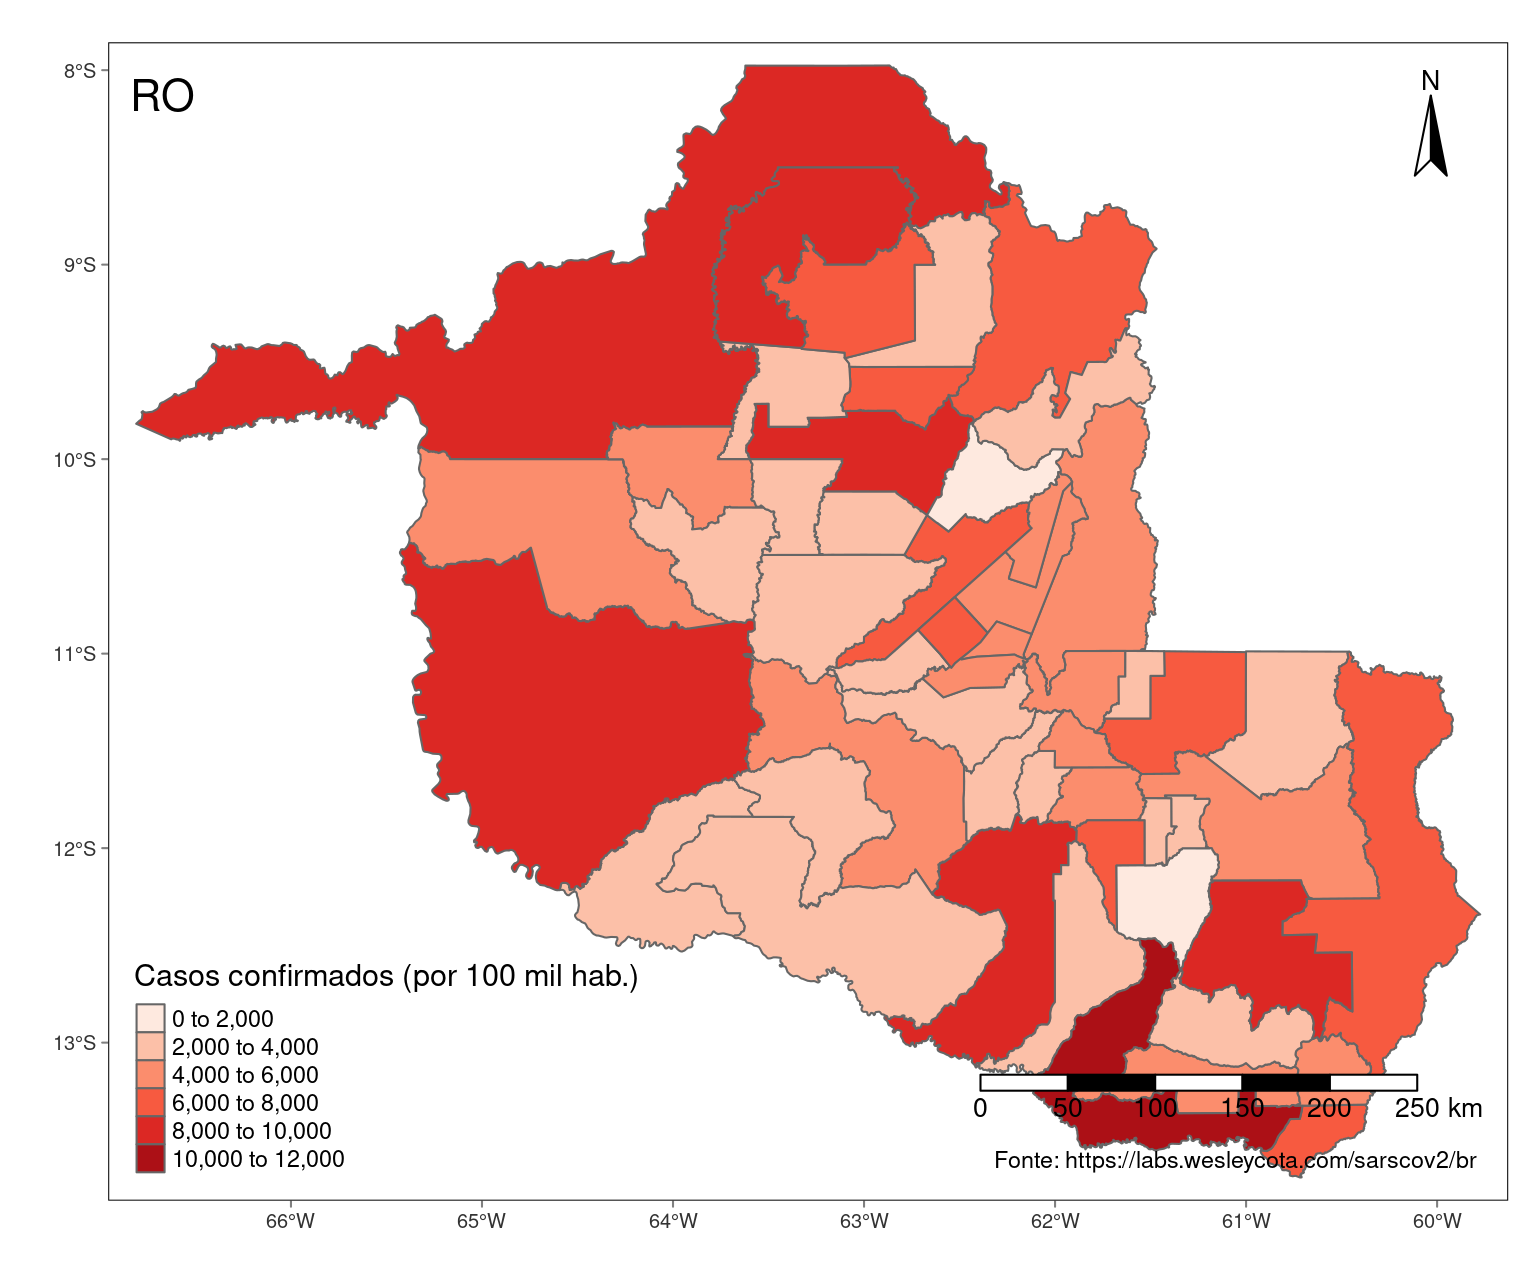 RO
N
8°S
9°S
10°S
11°S
12°S
13°S
Casos confirmados (por 100 mil hab.)
0 to 2,000
2,000 to 4,000
4,000 to 6,000
6,000 to 8,000
8,000 to 10,000
10,000 to 12,000
0 50 100 150 200 250 km
Fonte: https://labs.wesleycota.com/sarscov2/br
66°W 65°W 64°W 63°W 62°W 61°W 60°W